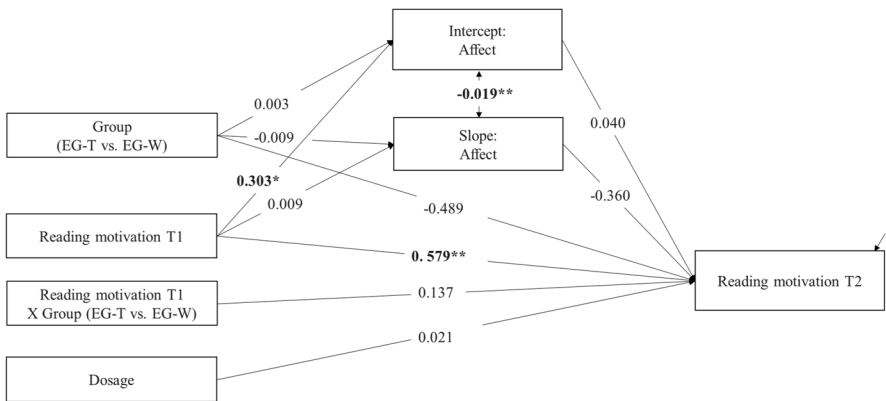 Intercept:
Affect
0.003
-0.019**
Group
(EG-T vs. EG-W)
-0.009
Slope:
Affect
0.040
0.303*
0.009
-0.489
-0.360
Reading motivation T1
0. 579**
Reading motivation T2
Reading motivation T1
X Group (EG-T vs. EG-W)
0.137
0.021
Dosage